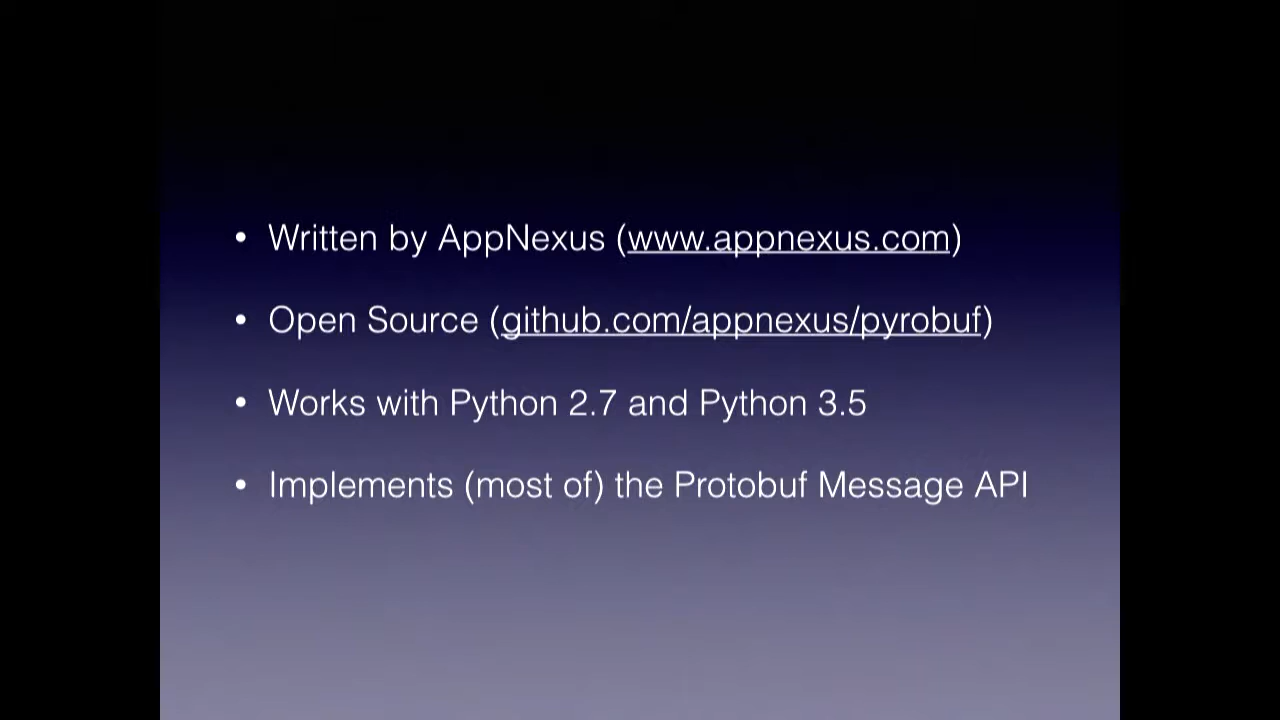 • Written by AppNexus (www.appnexus.com)
• Open Source (github.com/appnexus/pyrobuf)
• Works with Python 2.7 and Python 3.5
• Implements (most of) the Protobuf Message API